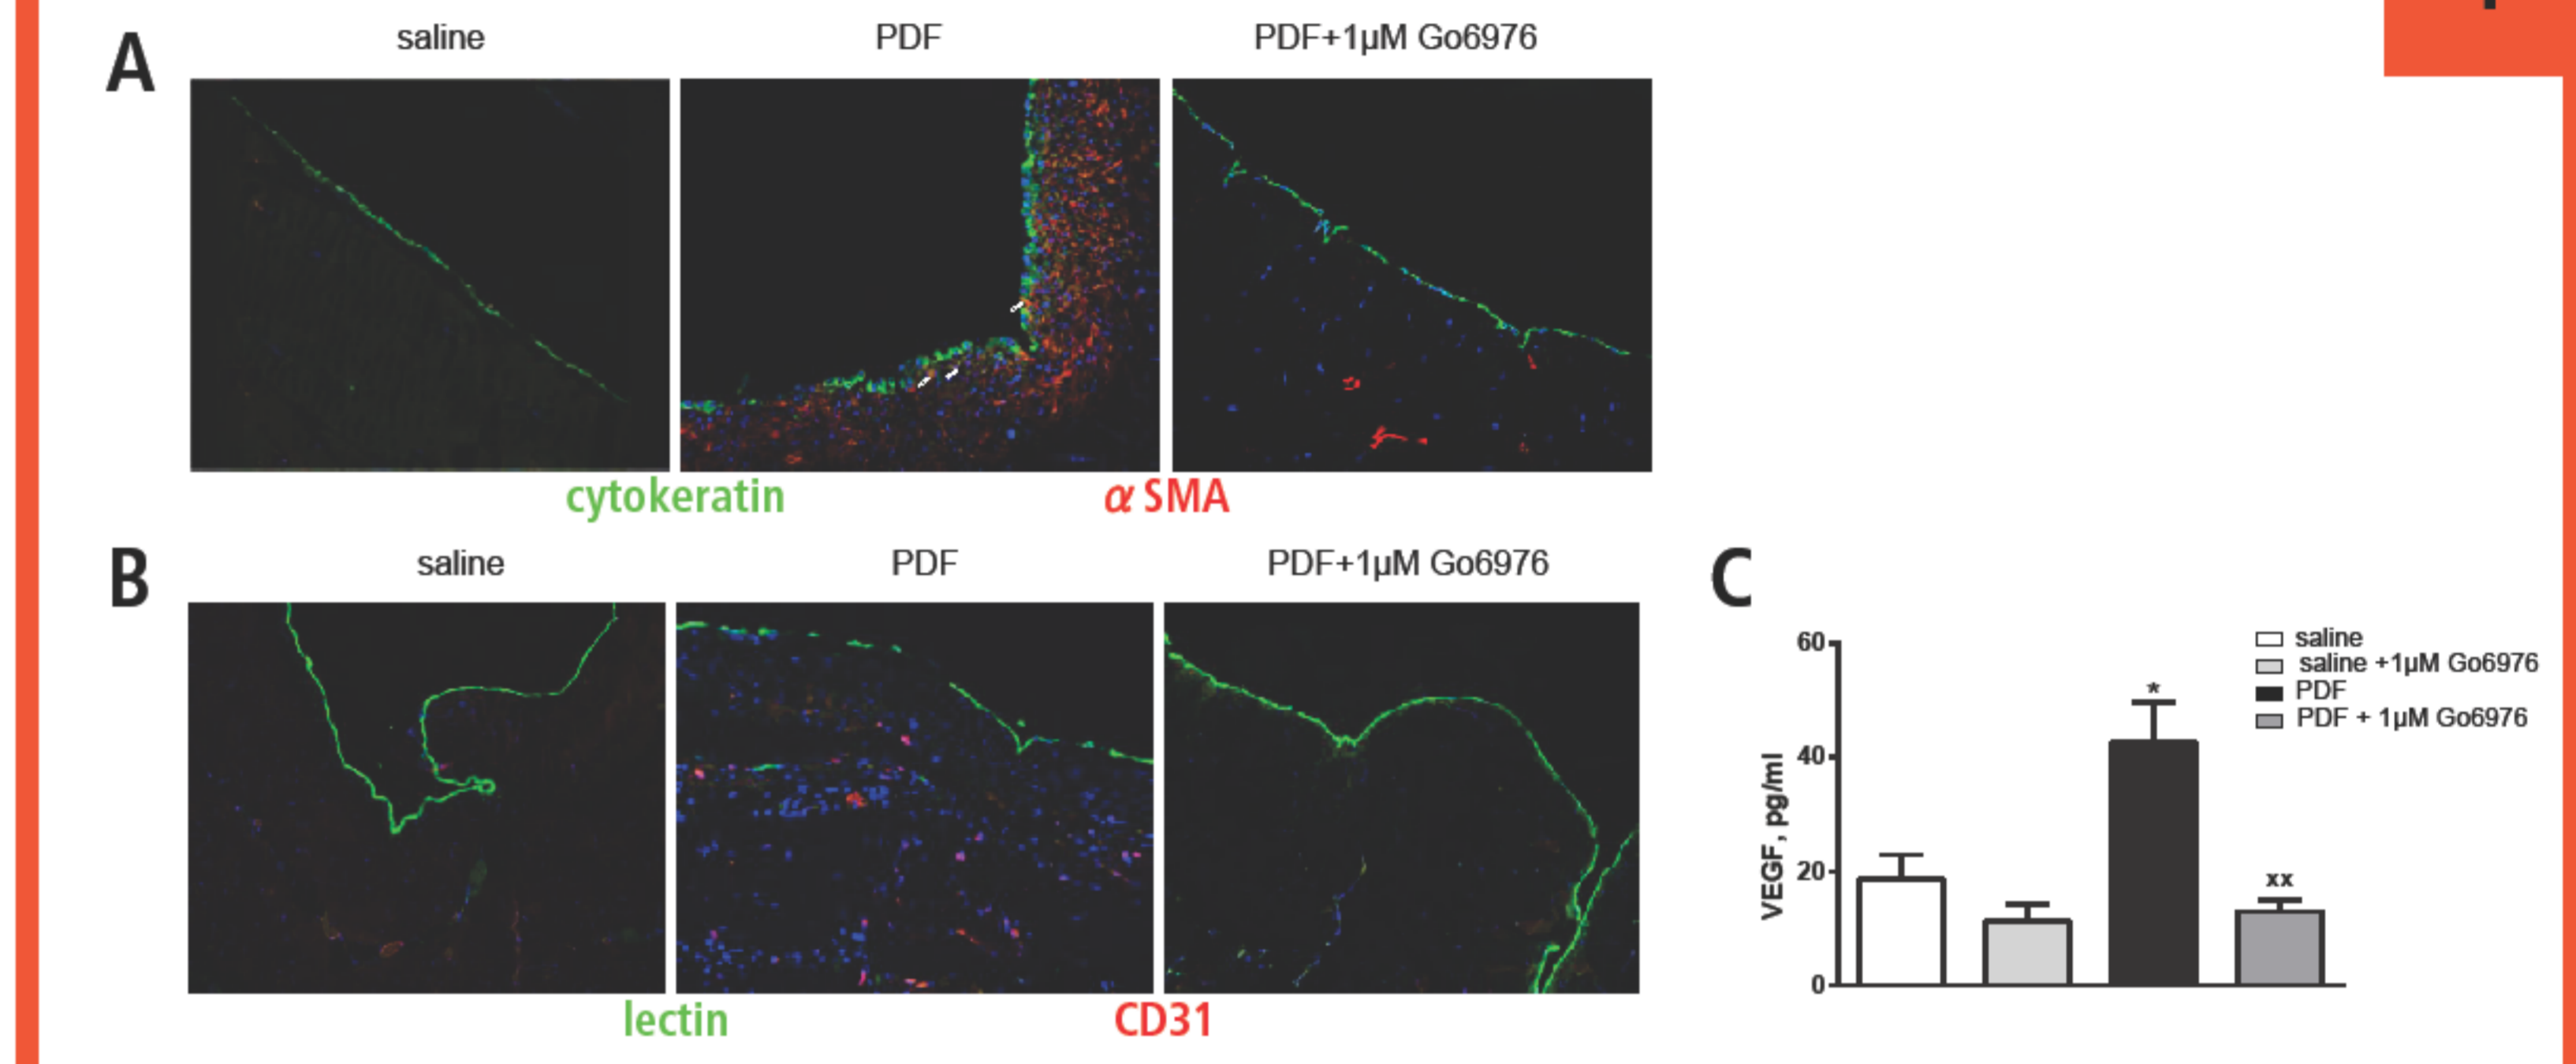 A
saline
PDF
PDF+1µM Go6976
cytokeratin
α SMA
B
saline
PDF
PDF+1µM Go6976
lectin
CD31
C
60
40
20
0
VEGF, pg/ml
*
xx
saline
saline +1µM Go6976
PDF
PDF + 1µM Go6976